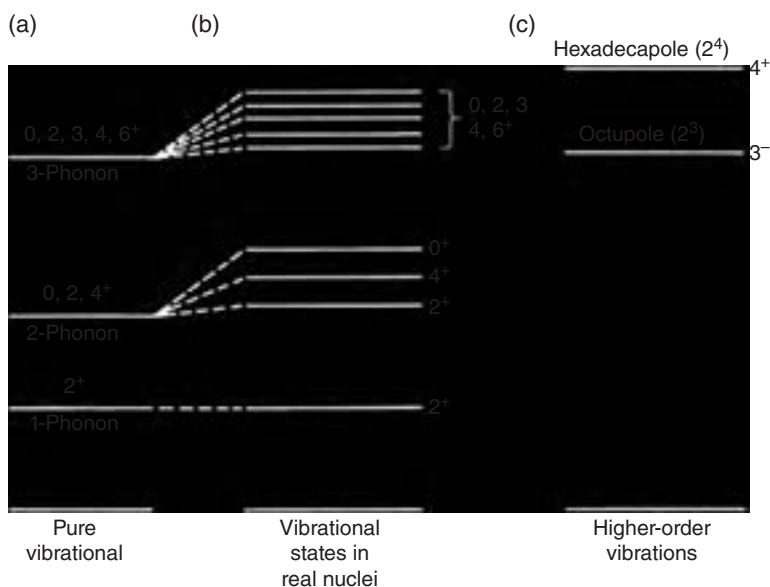 (a)
(b)
(c)
Hexadecapole (2⁴)
4⁺
0, 2, 3, 4, 6⁺
3-Phonon
0, 2, 3
4, 6⁺
Octupole (2³)
3⁻
0⁺
4⁺
2⁺
0, 2, 4⁺
2-Phonon
2⁺
1-Phonon
2⁺
Pure
vibrational
Vibrational
states in
real nuclei
Higher-order
vibrations